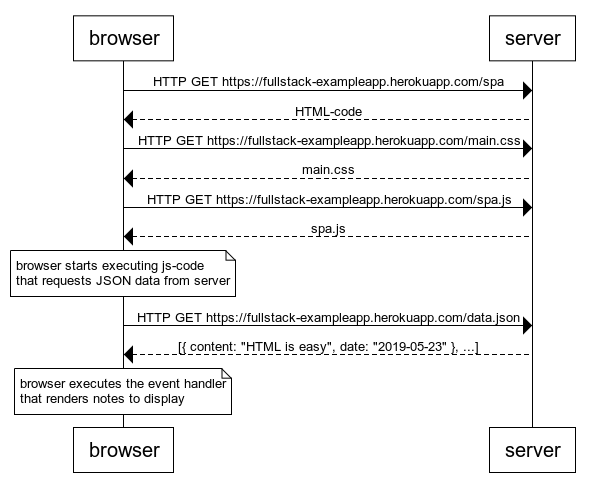 browser
server
HTTP GET https://fullstack-exampleapp.herokuapp.com/spa
HTML-code
HTTP GET https://fullstack-exampleapp.herokuapp.com/main.css
main.css
HTTP GET https://fullstack-exampleapp.herokuapp.com/spa.js
spa.js
browser starts executing js-code
that requests JSON data from server
HTTP GET https://fullstack-exampleapp.herokuapp.com/data.json
[{ content: "HTML is easy", date: "2019-05-23" }, ...]
browser executes the event handler
that renders notes to display
browser
server